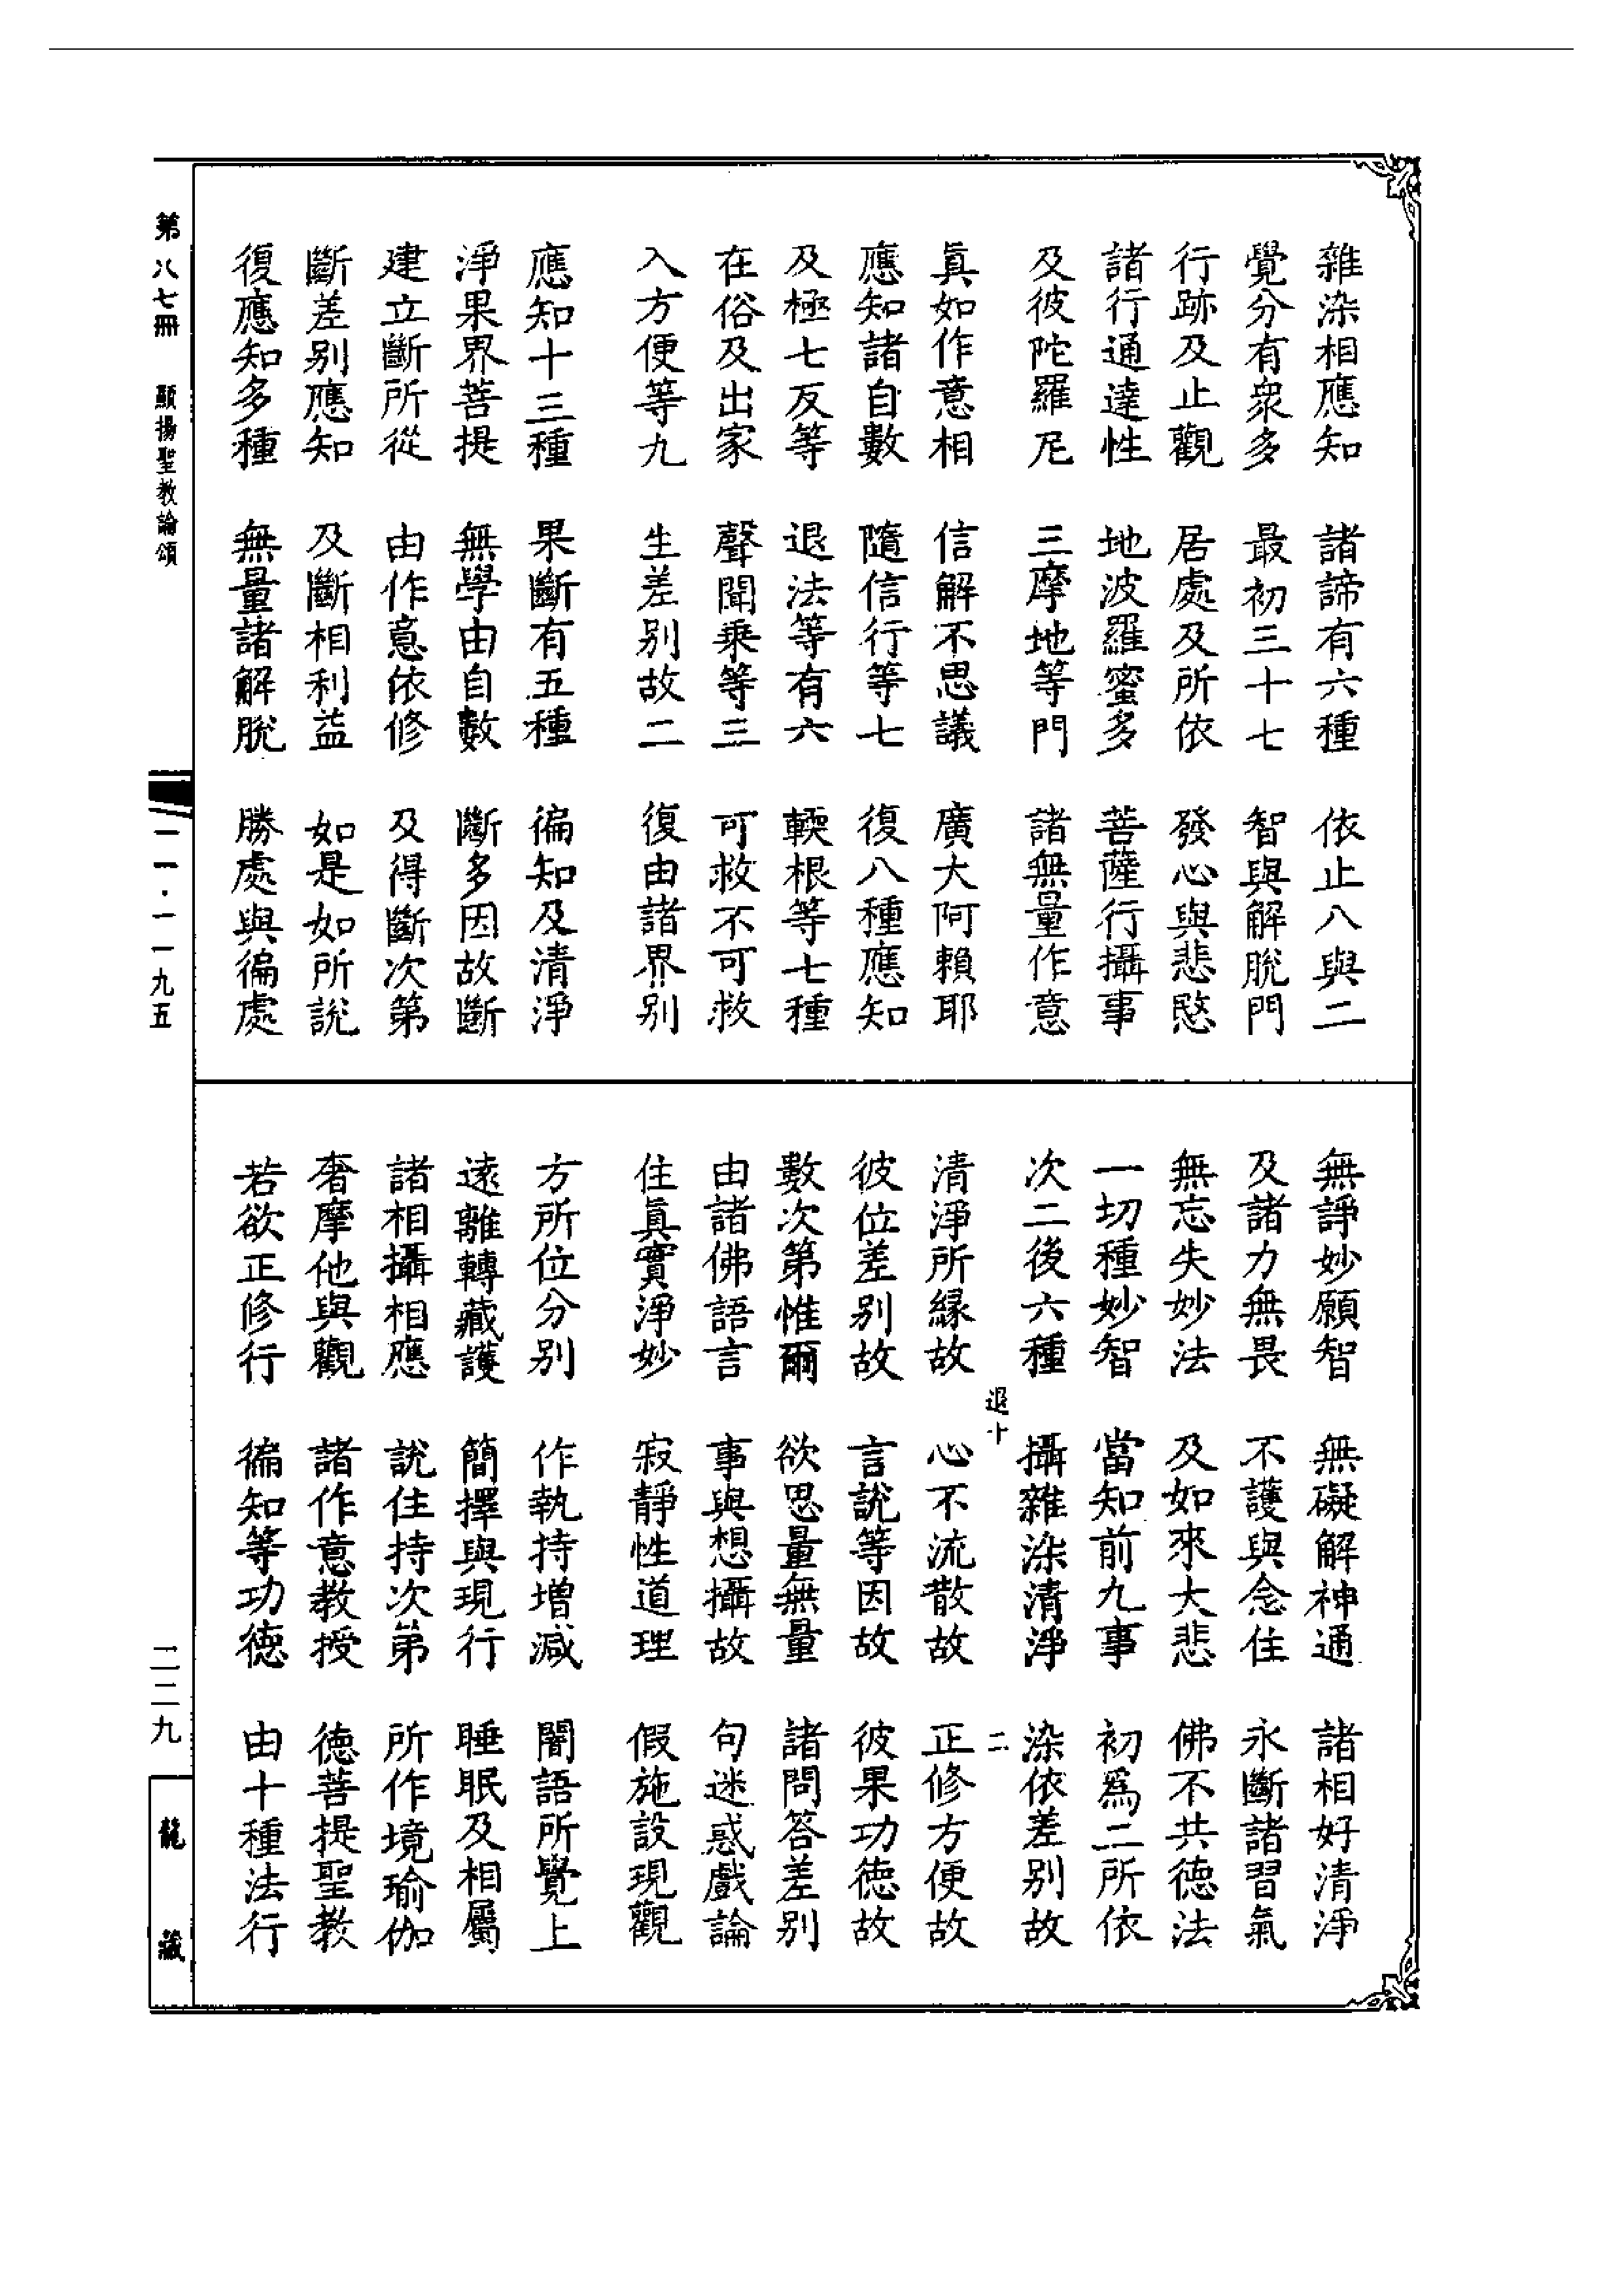 雜染相應知　諸諦有六種　依止八與二
覺分有衆多　最初三十七　智與解脫門
行跡及止觀　居處及所依　發心與悲愍
諸行通達性　地波羅蜜多　菩薩行攝事
及彼陀羅尼　三摩地等門　諸無量作意
真如作意相　信解不思議　廣大阿賴耶
應知諸自數　隨信行等七　復八種應知
及極七反等　退法等有六　輭根等七種
在俗及出家　聲聞乘等三　可救不可救
入方便等九　生差别故二　復由諸界别
應知十三種　果斷有五種　徧知及清淨
淨果界菩提　無學由自數　斷多因故斷
建立斷所從　由作意依修　及得斷次第
斷差别應知　及斷相利益　如是如所說
復應知多種　無量諸解脫　勝處與徧處
無諍妙願智　無礙解神通　諸相好清淨
及諸力無畏　不護與念住　永斷諸習氣
無忘失妙法　及如來大悲　佛不共德法
一切種妙智　當知前九事　初爲二所依
次二後六種　攝雜染清淨　染依差别故
退十　二
清淨所緣故　心不流散故　正修方便故
彼位差别故　言說等因故　彼果功德故
數次第惟爾　欲思量無量　諸問答差别
由諸佛語言　事與想攝故　句迷惑戲論
住真實淨妙　寂靜性道理　假施設現觀
方所位分别　作執持增減　闇語所覺上
遠離轉藏護　簡擇與現行　睡眠及相屬
諸相攝相應　說住持次第　所作境瑜伽
奢摩他與觀　諸作意教授　德菩提聖教
若欲正修行　徧知等功德　由十種法行
第八七冊　顯揚聖教論頌
一一·一一九五
二二九
龍藏